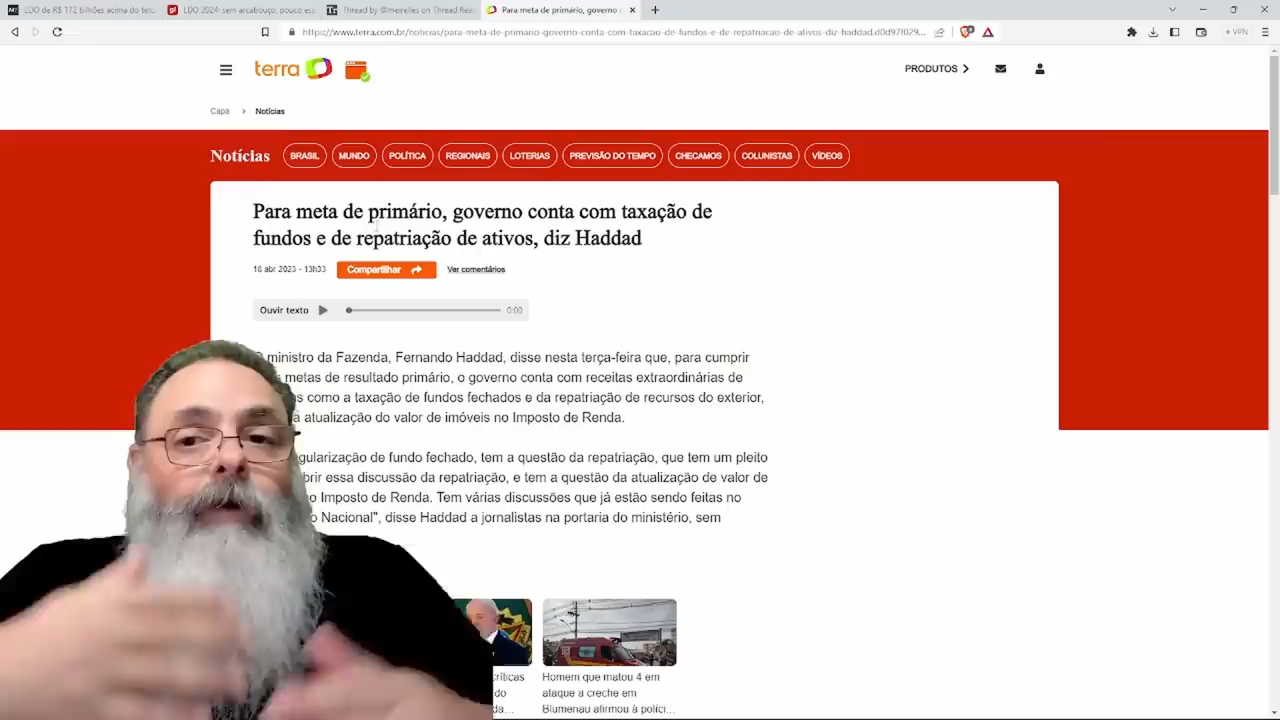 LDO de R$ 172 bilhões acima do teto
LDO 2024: sem arcabouço, pouco esp
Thread by @meirelles on Thread Rea
Para meta de primário, governo
https://www.terra.com.br/noticias/para-meta-de-primario-governo-conta-com-taxacao-de-fundos-e-de-repatriacao-de-ativos-diz-haddad,d0d97f029...
VPN
terra
PRODUTOS
Capa > Notícias
Notícias
BRASIL
MUNDO
POLÍTICA
REGIONAIS
LOTERIAS
PREVISÃO DO TEMPO
CHECAMOS
COLUNISTAS
VÍDEOS
Para meta de primário, governo conta com taxação de
fundos e de repatriação de ativos, diz Haddad
18 abr 2023 - 13h33
Compartilhar
Ver comentários
Ouvir texto
0:00
O ministro da Fazenda, Fernando Haddad, disse nesta terça-feira que, para cumprir
metas de resultado primário, o governo conta com receitas extraordinárias de
como a taxação de fundos fechados e da repatriação de recursos do exterior,
a atualização do valor de imóveis no Imposto de Renda.
de fundo fechado, tem a questão da repatriação, que tem um pleito
essa discussão da repatriação, e tem a questão da atualização de valor de
Imposto de Renda. Tem várias discussões que já estão sendo feitas no
Nacional", disse Haddad a jornalistas na portaria do ministério, sem
críticas
do
Homem que matou 4 em
ataque a creche em
Blumenau afirmou à políci...